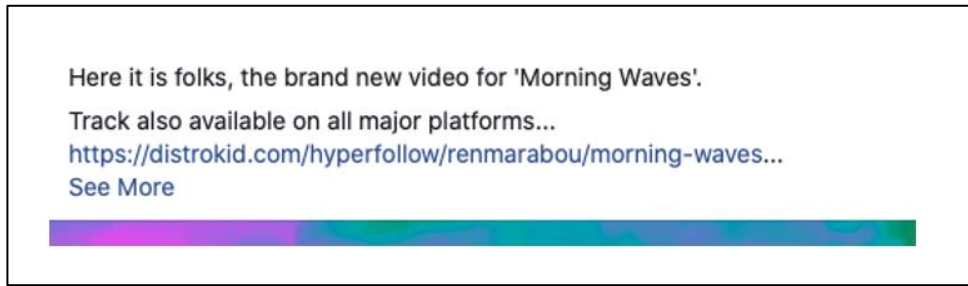 Here it is folks, the brand new video for 'Morning Waves'.
Track also available on all major platforms...
https://distrokid.com/hyperfollow/renmarabou/morning-waves...
See More